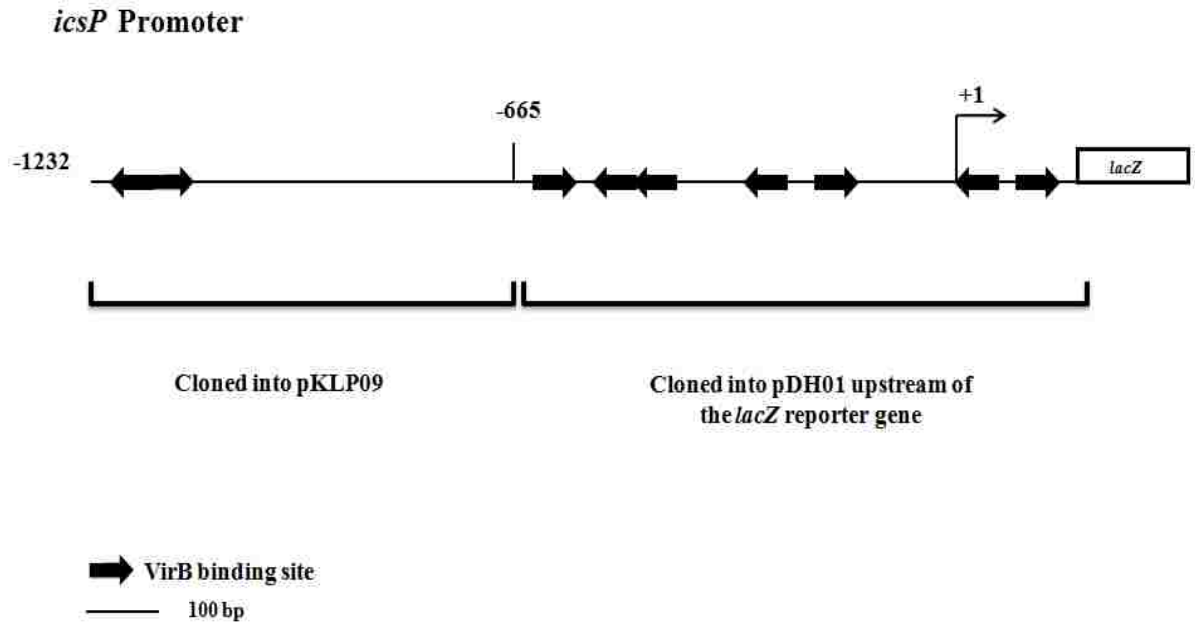 icsP Promoter
+1
-665
-1232
lacZ
Cloned into pKLP09
Cloned into pDH01 upstream of
the lacZ reporter gene
VirB binding site
100 bp